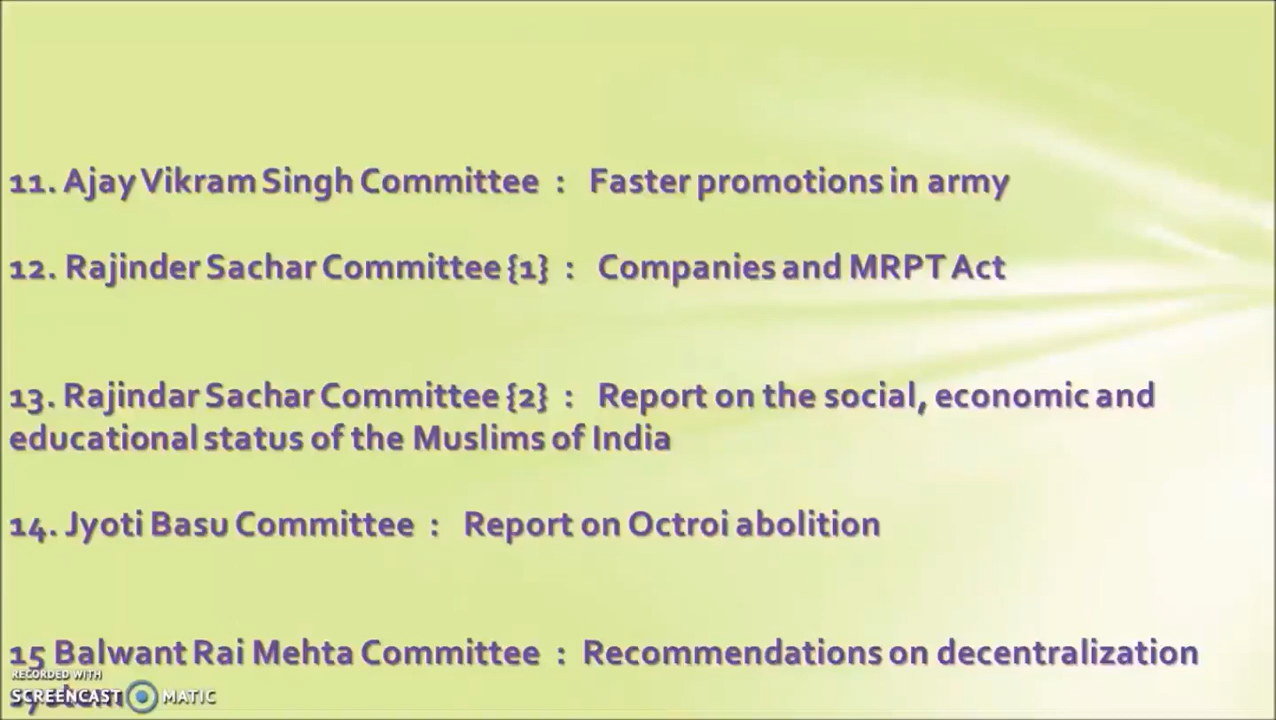 11. Ajay Vikram Singh Committee : Faster promotions in army
12. Rajinder Sachar Committee {1} : Companies and MRPT Act
13. Rajindar Sachar Committee {2} : Report on the social, economic and
educational status of the Muslims of India
14. Jyoti Basu Committee : Report on Octroi abolition
15 Balwant Rai Mehta Committee : Recommendations on decentralization
system
RECORDED WITH
SCREENCAST MATIC